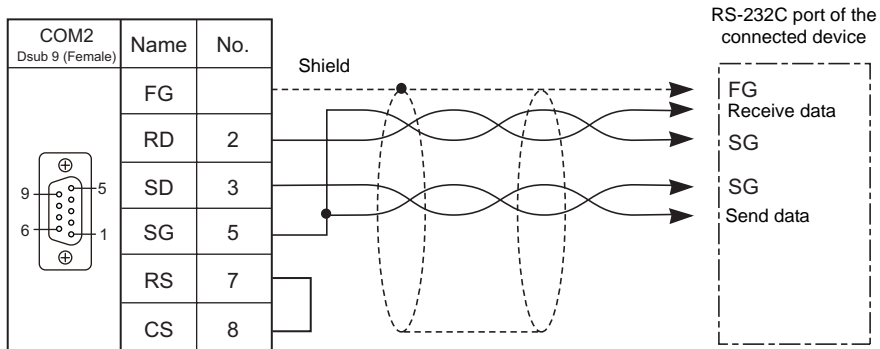 COM2
Dsub 9 (Female)
Name
No.
FG
RD
2
SD
3
SG
5
RS
7
CS
8
9
5
6
1
Shield
RS-232C port of the
connected device
FG
Receive data
SG
SG
Send data